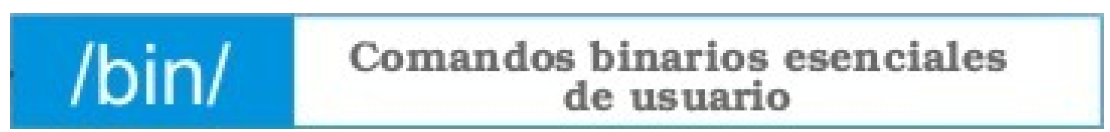 /bin/
Comandos binarios esenciales
de usuario